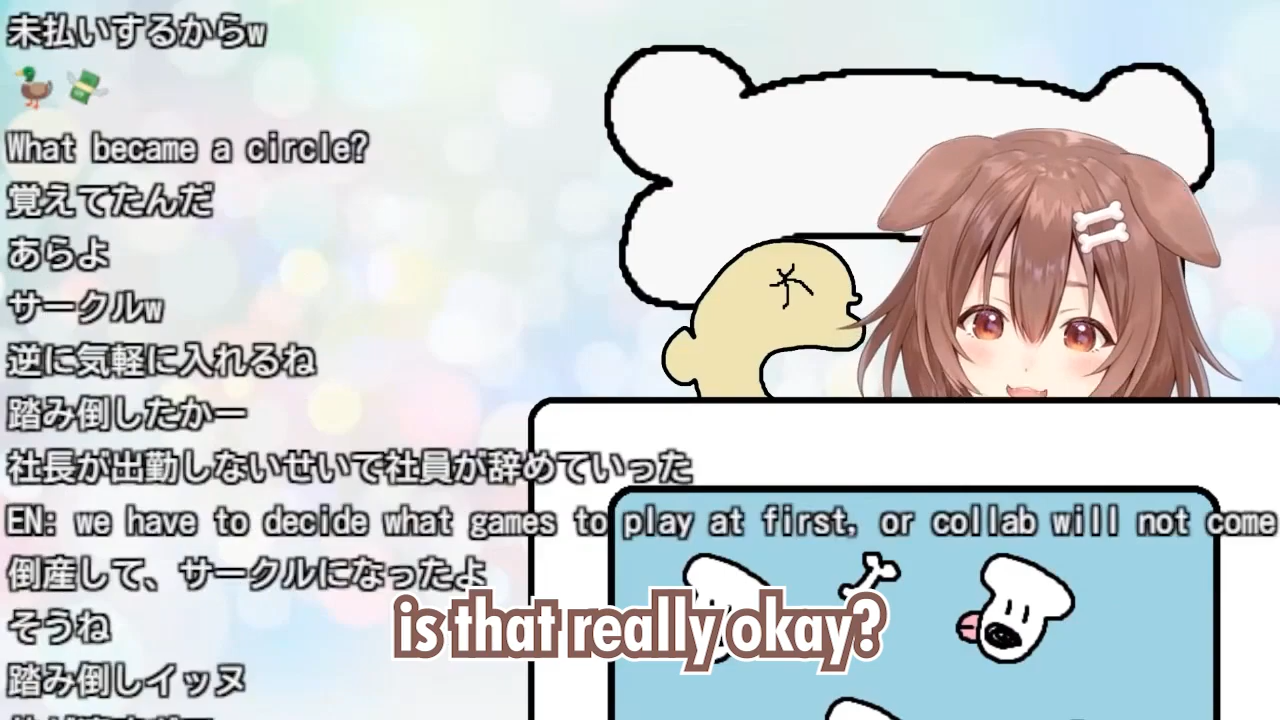 未払いするからw
What became a circle?
覚えてたんだ
あらよ
サークルw
逆に気軽に入れるね
踏み倒したかー
社長が出勤しないせいで社員が辞めていった
EN: we have to decide what games to play at first, or collab will not come
倒産して、サークルになったよ
is that really okay?
そうね
踏み倒しイッヌ